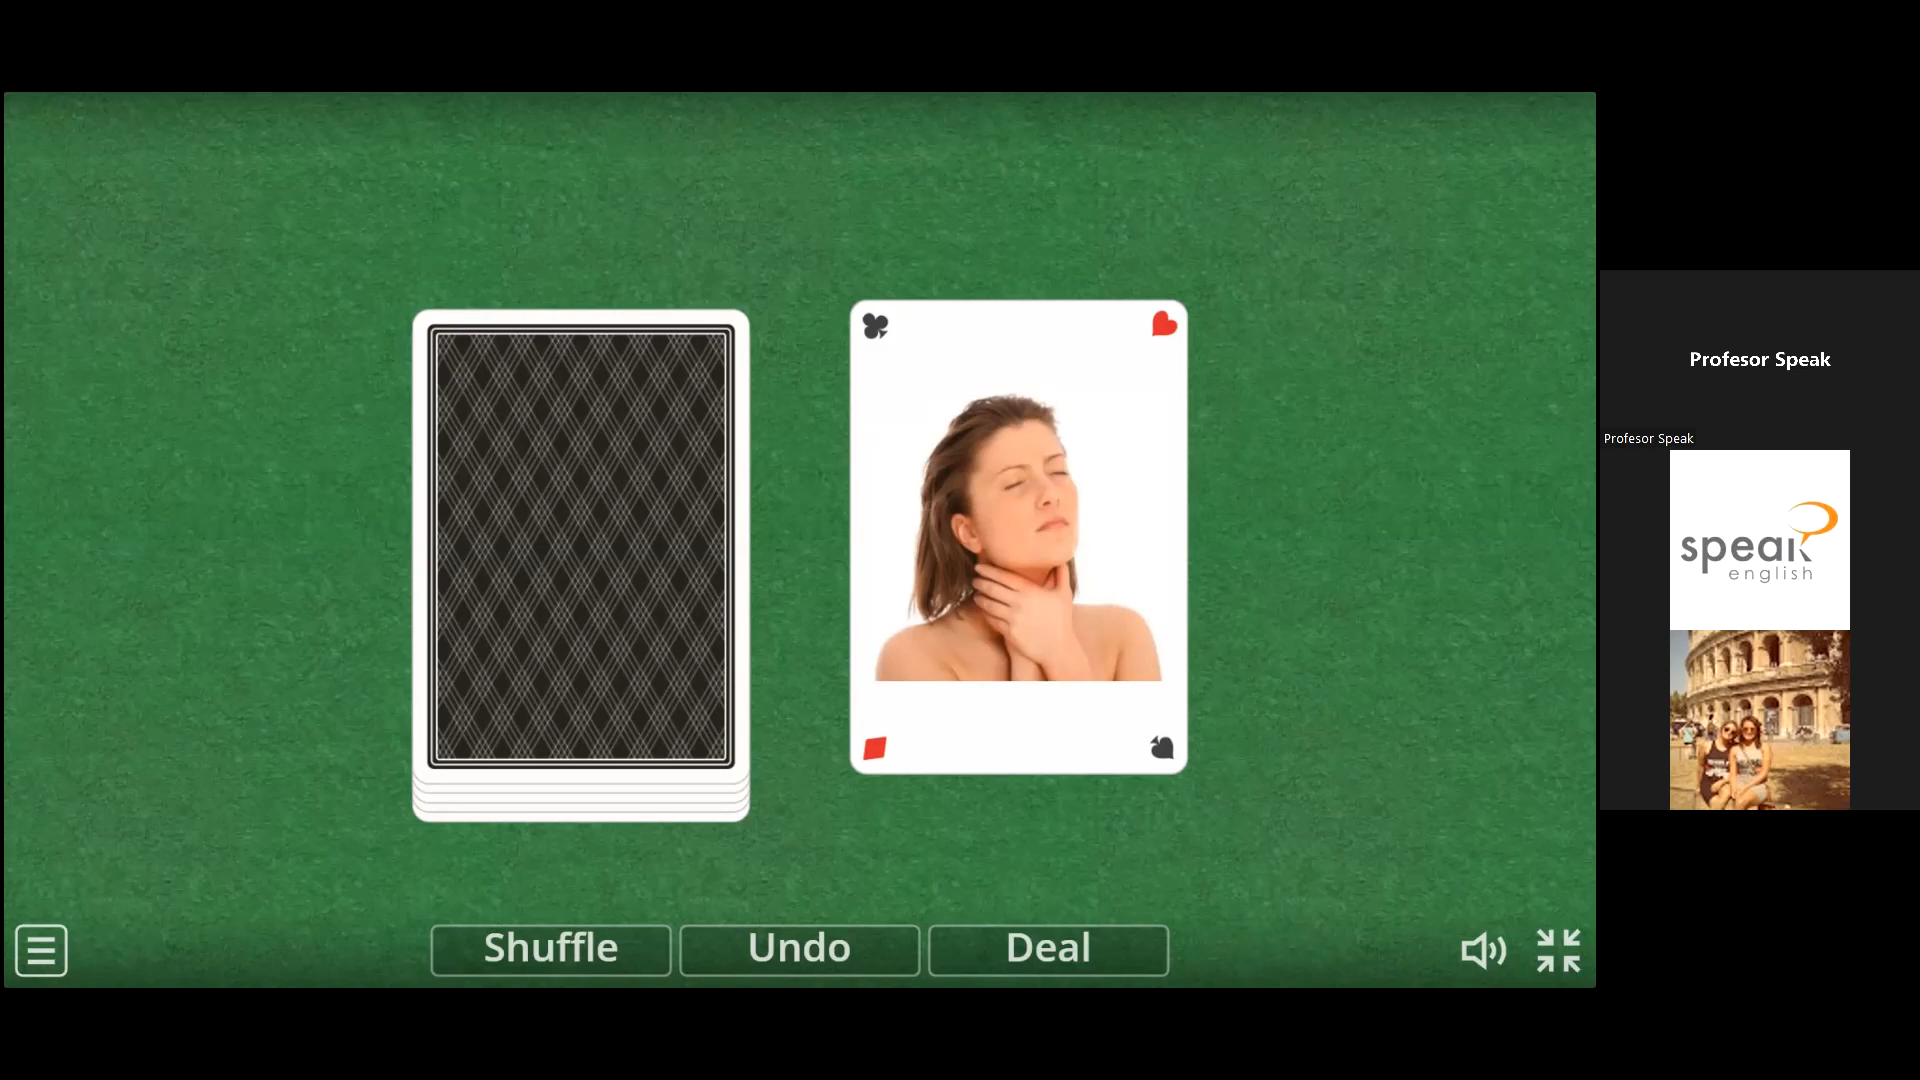 Profesor Speak
Profesor Speak
speak
english
Shuffle
Undo
Deal